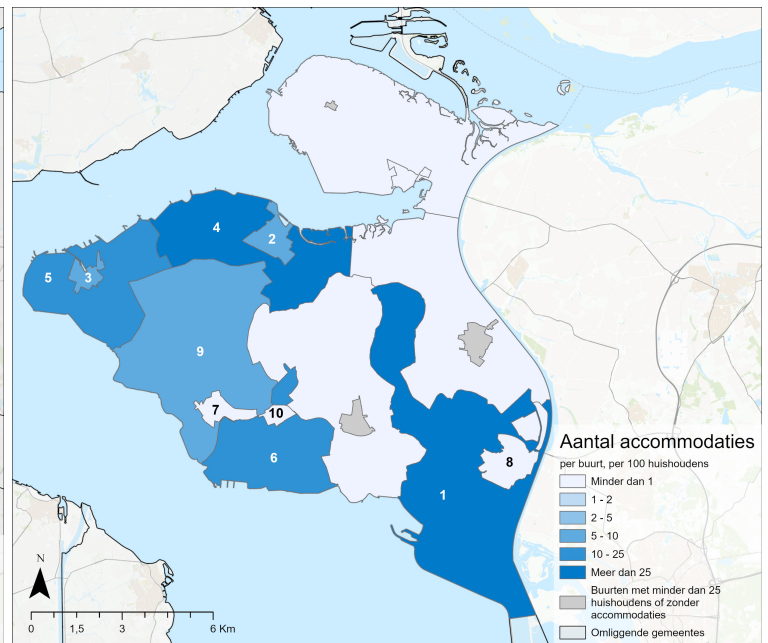 4
2
5
3
9
7
10
6
8
1
Aantal accommodaties
per buurt, per 100 huishoudens
Minder dan 1
1 - 2
2 - 5
5 - 10
10 - 25
Meer dan 25
Buurten met minder dan 25
huishoudens of zonder
accommodaties
Omliggende gemeentes
N
0 1,5 3 6 Km